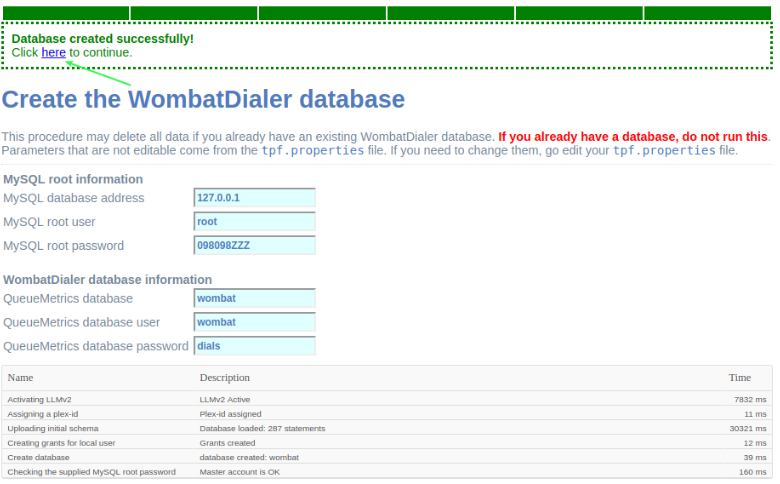 Database created successfully!
Click here to continue.
Create the WombatDialer database
This procedure may delete all data if you already have an existing WombatDialer database. If you already have a database, do not run this.
Parameters that are not editable come from the tpf.properties file. If you need to change them, go edit your tpf.properties file.
MySQL root information
MySQL database address 127.0.0.1
MySQL root user root
MySQL root password 098098ZZZ
WombatDialer database information
QueueMetrics database wombat
QueueMetrics database user wombat
QueueMetrics database password dials
Name Description Time
Activating LLMv2 LLMv2 Active 7832 ms
Assigning a plex-id Plex-id assigned 11 ms
Uploading initial schema Database loaded: 287 statements 30321 ms
Creating grants for local user Grants created 12 ms
Create database database created: wombat 39 ms
Checking the supplied MySQL root password Master account is OK 160 ms